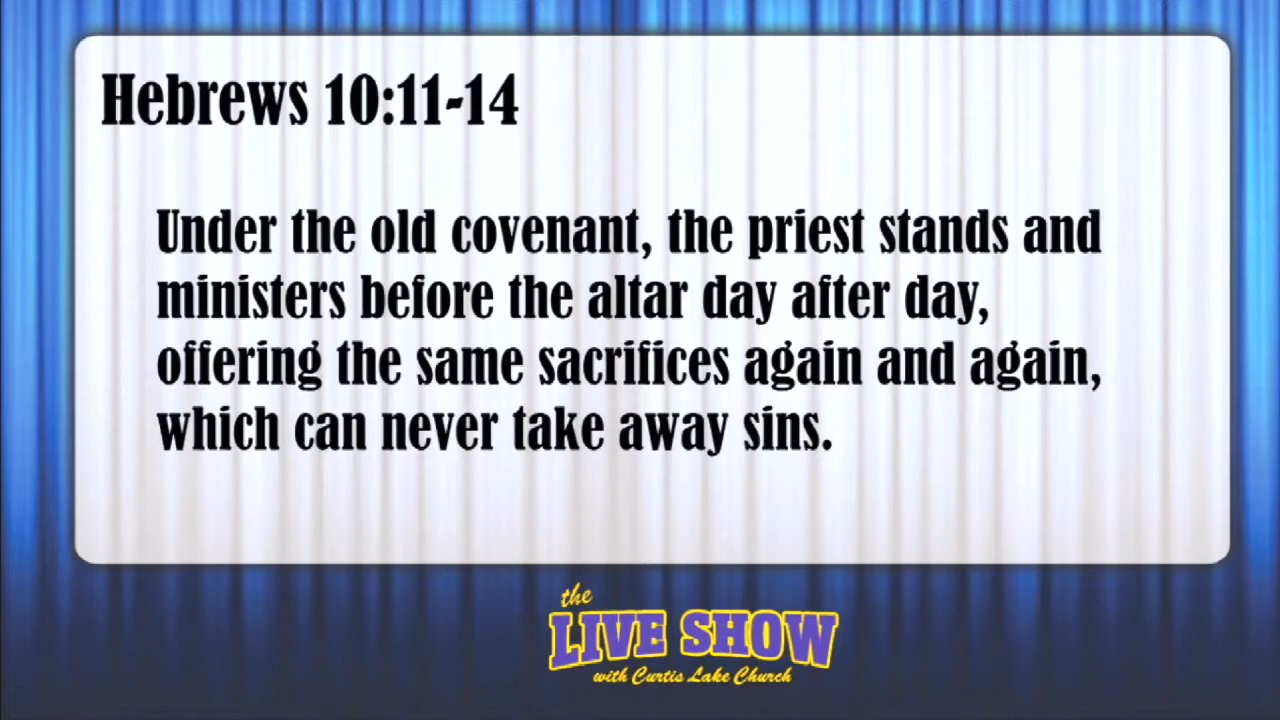 Hebrews 10:11-14
Under the old covenant, the priest stands and
ministers before the altar day after day,
offering the same sacrifices again and again,
which can never take away sins.
the
LIVE SHOW
with Curtis Lake Church